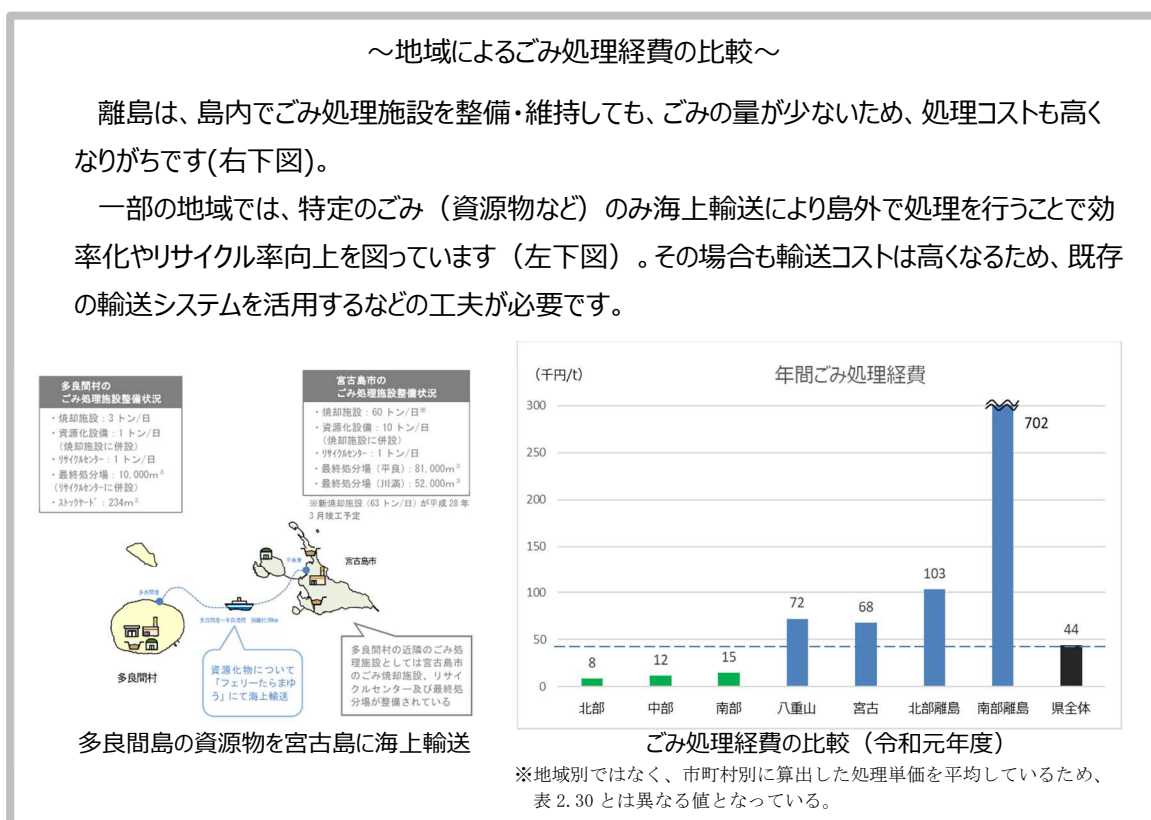 ～地域によるごみ処理経費の比較～
離島は、島内でごみ処理施設を整備・維持しても、ごみの量が少ないため、処理コストも高く
なりがちです(右下図)。
一部の地域では、特定のごみ（資源物など）のみ海上輸送により島外で処理を行うことで効
率化やリサイクル率向上を図っています（左下図）。その場合も輸送コストは高くなるため、既存
の輸送システムを活用するなどの工夫が必要です。
多良間村の
ごみ処理施設整備状況
・焼却施設：3 トン/日
・資源化設備：1 トン/日
（焼却施設に併設）
・ﾘｻｲｸﾙｾﾝﾀｰ：1 トン/日
・最終処分場：10,000m³
（ﾘｻｲｸﾙｾﾝﾀｰに併設）
・ｽﾄｯｸﾔｰﾄﾞ：234m²
宮古島市の
ごみ処理施設整備状況
・焼却施設：60 トン/日※
・資源化設備：10 トン/日
（焼却施設に併設）
・ﾘｻｲｸﾙｾﾝﾀｰ：1 トン/日
・最終処分場（平良）：81,000m³
・最終処分場（川満）：52,000m³
※新焼却施設（63 トン/日）が平成 28 年
3 月竣工予定
宮古島市
平良港
多良間港
多良間村
資源化物について
「フェリーたらまゆ
う」にて海上輸送
多良間村の近隣のごみ処
理施設としては宮古島市
のごみ焼却施設、リサイ
クルセンター及び最終処
分場が整備されている
多良間島の資源物を宮古島に海上輸送
（千円/t）
年間ごみ処理経費
300
250
200
150
100
50
0
8
12
15
72
68
103
702
44
北部
中部
南部
八重山
宮古
北部離島
南部離島
県全体
ごみ処理経費の比較（令和元年度）
※地域別ではなく、市町村別に算出した処理単価を平均しているため、
表 2.30 とは異なる値となっている。